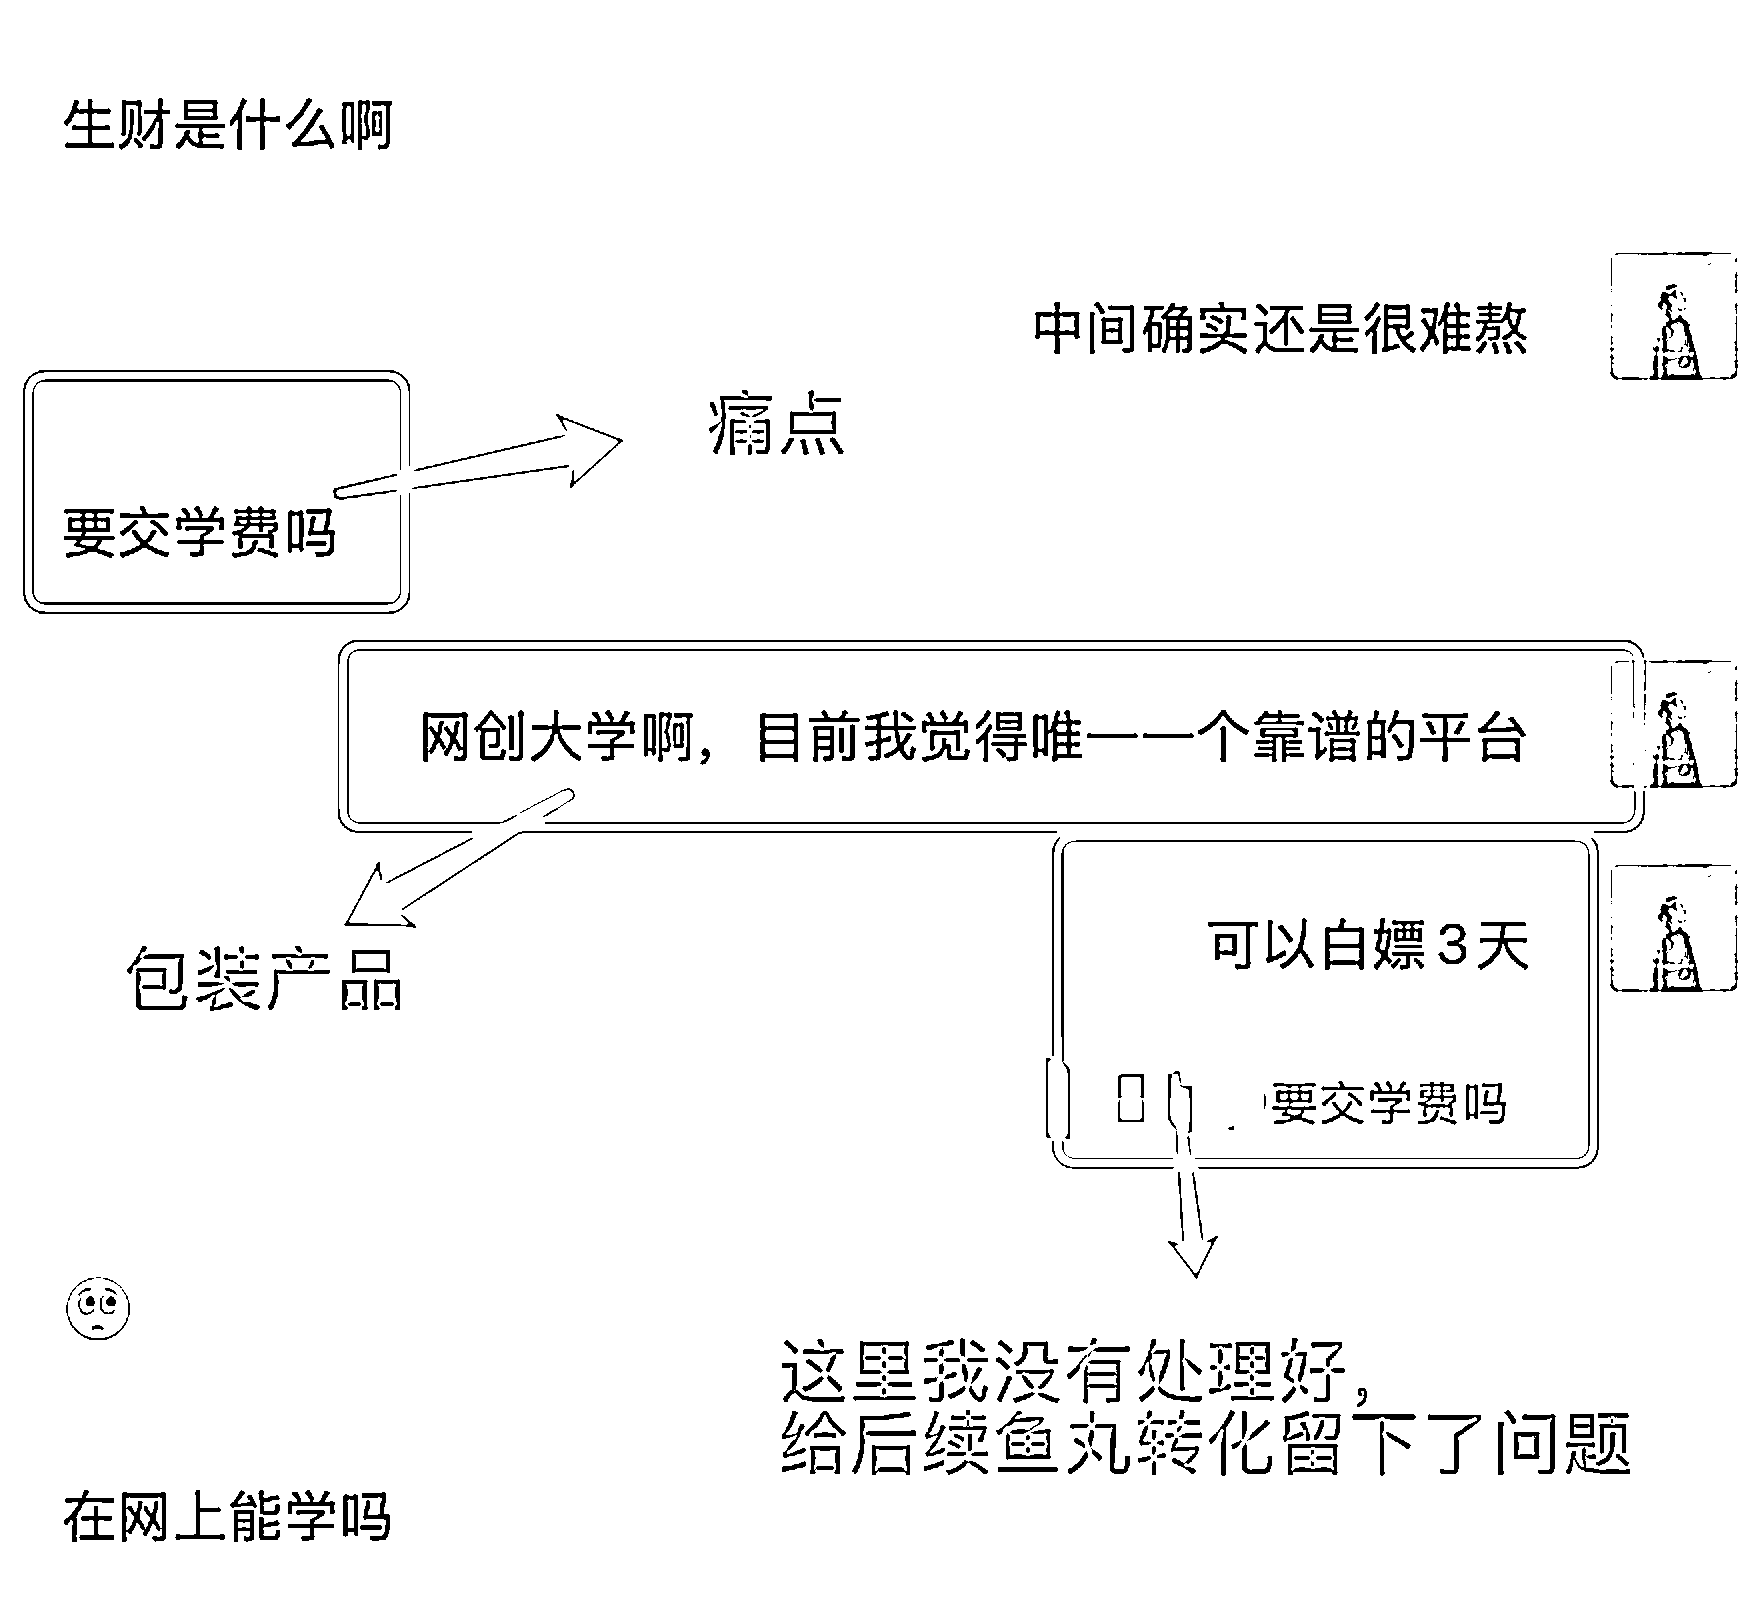 生财是什么啊
中间确实还是很难熬
痛点
要交学费吗
网创大学啊，目前我觉得唯一一个靠谱的平台
可以白嫖3天
包装产品
要交学费吗
这里我没有处理好，
给后续鱼丸转化留下了问题
在网上能学吗